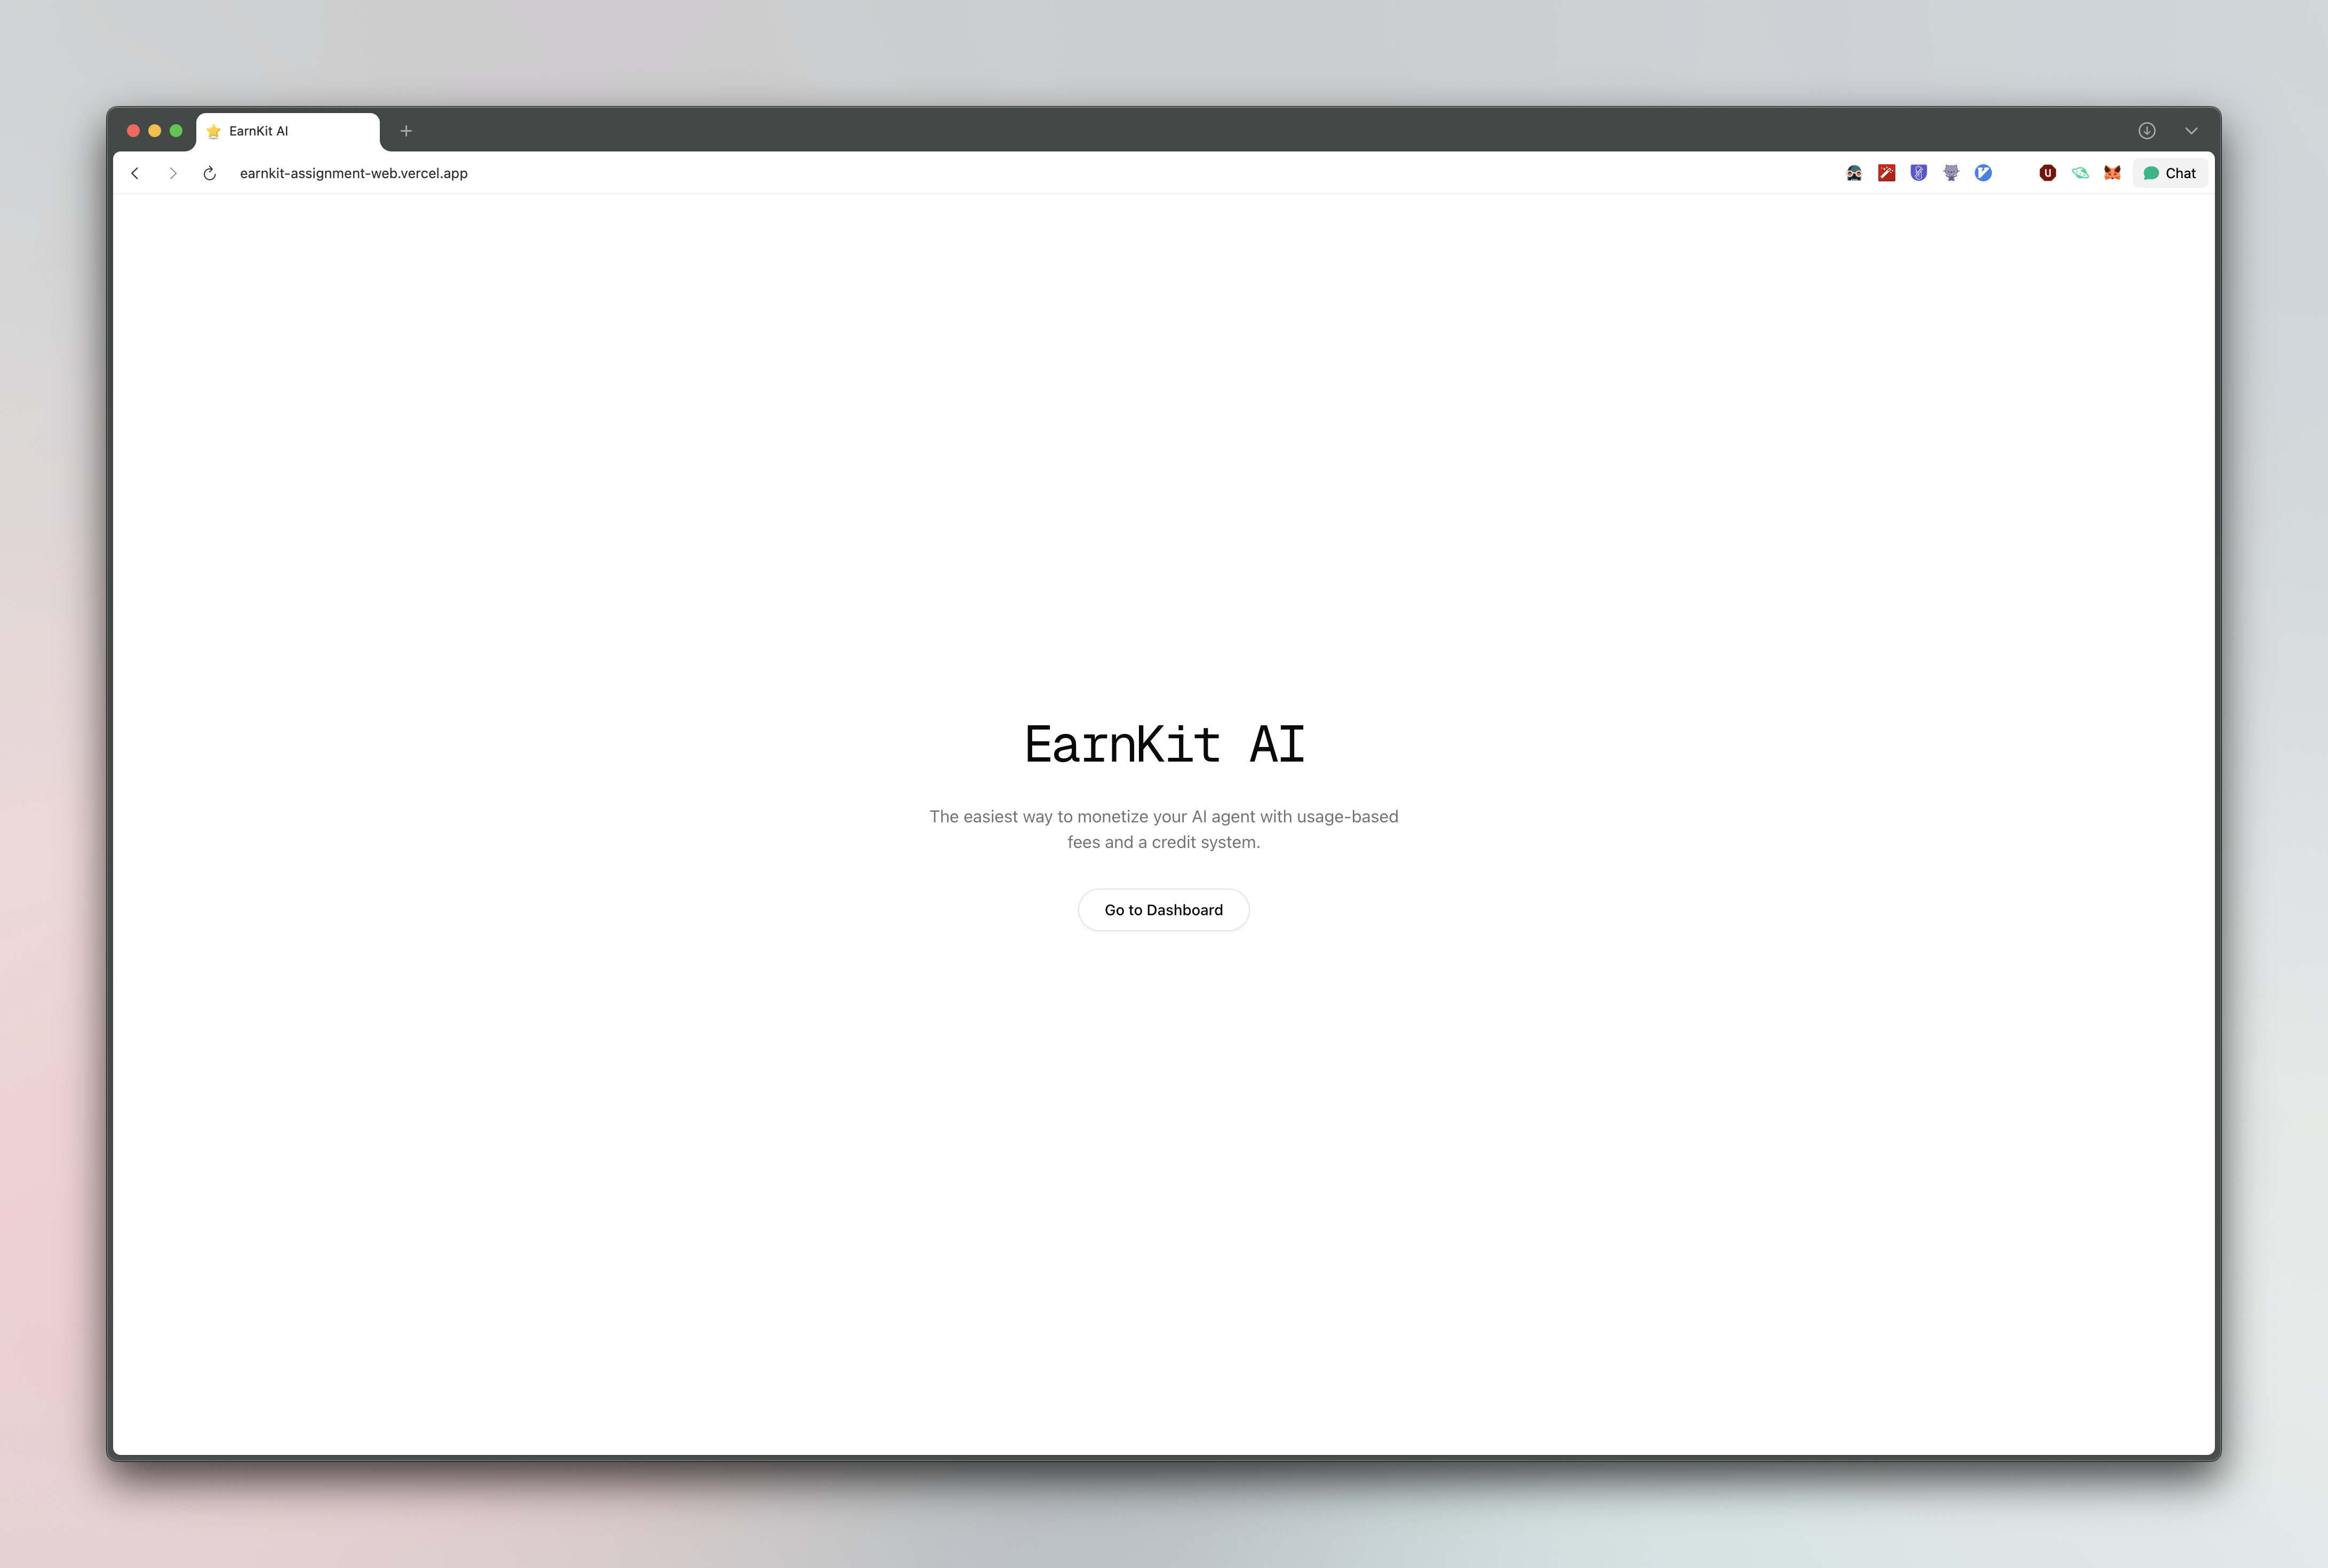 EarnKit AI
earnkit-assignment-web.vercel.app
Chat
EarnKit AI
The easiest way to monetize your AI agent with usage-based
fees and a credit system.
Go to Dashboard